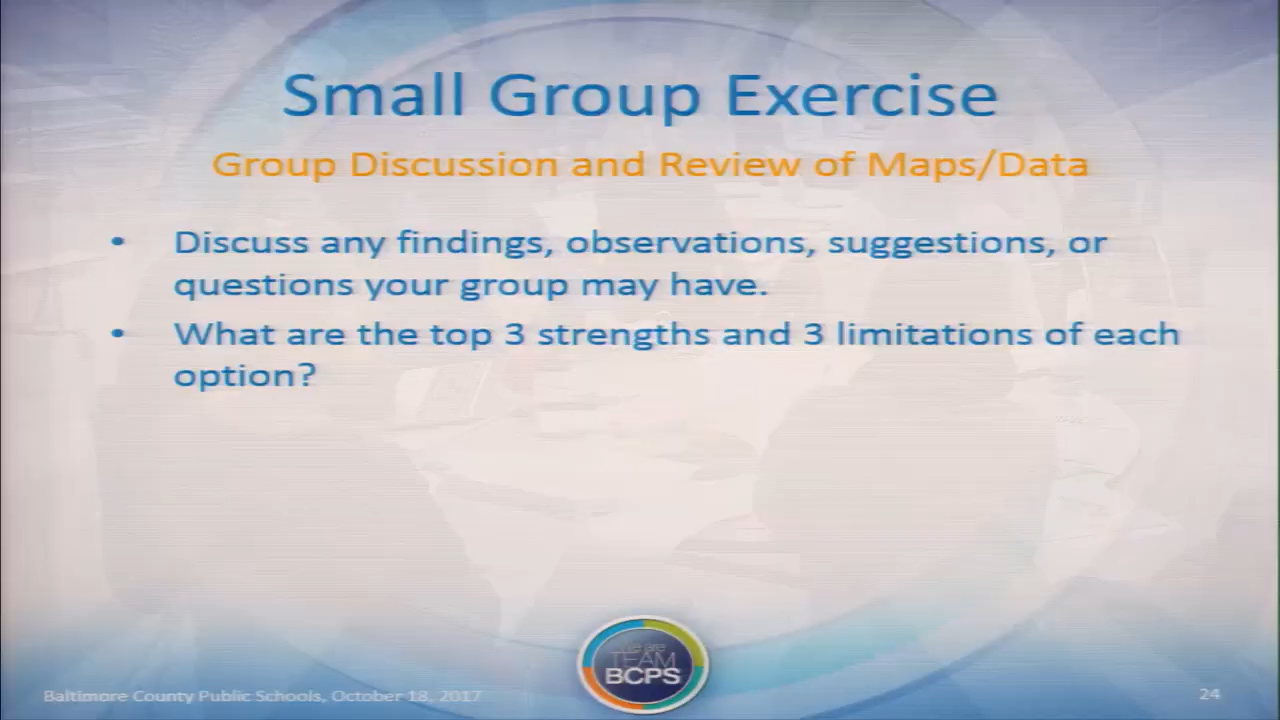 Small Group Exercise
Group Discussion and Review of Maps/Data
• Discuss any findings, observations, suggestions, or
questions your group may have.
• What are the top 3 strengths and 3 limitations of each
option?
We are
TEAM
BCPS
Baltimore County Public Schools, October 18, 2017
24